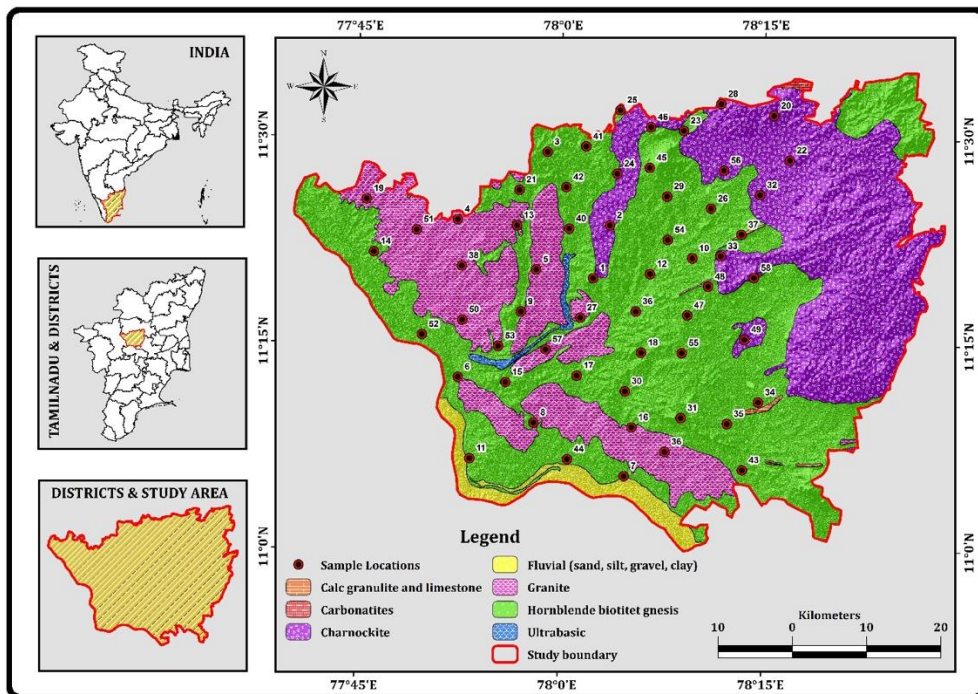 77°45'E
78°0'E
78°15'E
INDIA
TAMILNADU & DISTRICTS
DISTRICTS & STUDY AREA
N
W
E
S
11°30'N
11°30'N
11°15'N
11°15'N
11°0'N
11°0'N
28
25
20
46
23
41
3
45
22
24
56
42
21
29
32
19
26
13
2
4
40
51
37
54
14
33
10
38
5
12
1
58
48
9
36
47
50
27
49
52
53
57
18
55
6
15
17
30
34
31
8
16
35
36
11
44
43
7
Legend
Sample Locations
Calc granulite and limestone
Carbonatites
Charnockite
Fluvial (sand, silt, gravel, clay)
Granite
Hornblende biotitet gnesis
Ultrabasic
Study boundary
Kilometers
10 0 10 20
77°45'E
78°0'E
78°15'E